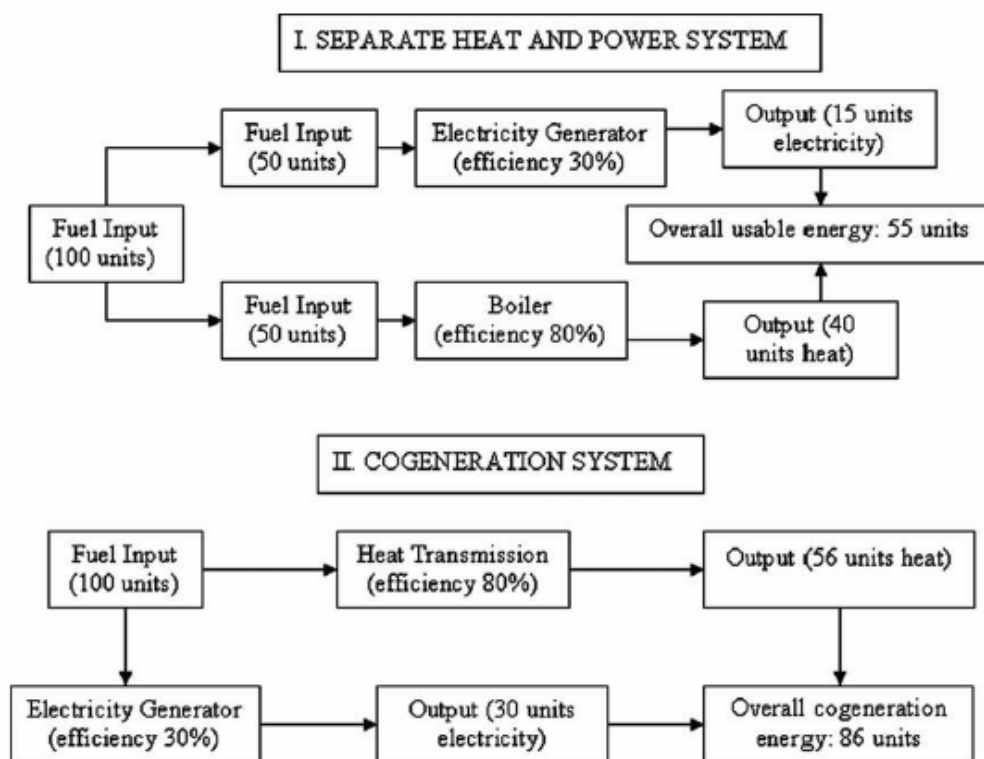 I. SEPARATE HEAT AND POWER SYSTEM
Fuel Input
(100 units)
Fuel Input
(50 units)
Electricity Generator
(efficiency 30%)
Output (15 units
electricity)
Overall usable energy: 55 units
Fuel Input
(50 units)
Boiler
(efficiency 80%)
Output (40
units heat)
II. COGENERATION SYSTEM
Fuel Input
(100 units)
Heat Transmission
(efficiency 80%)
Output (56 units heat)
Electricity Generator
(efficiency 30%)
Output (30 units
electricity)
Overall cogeneration
energy: 86 units